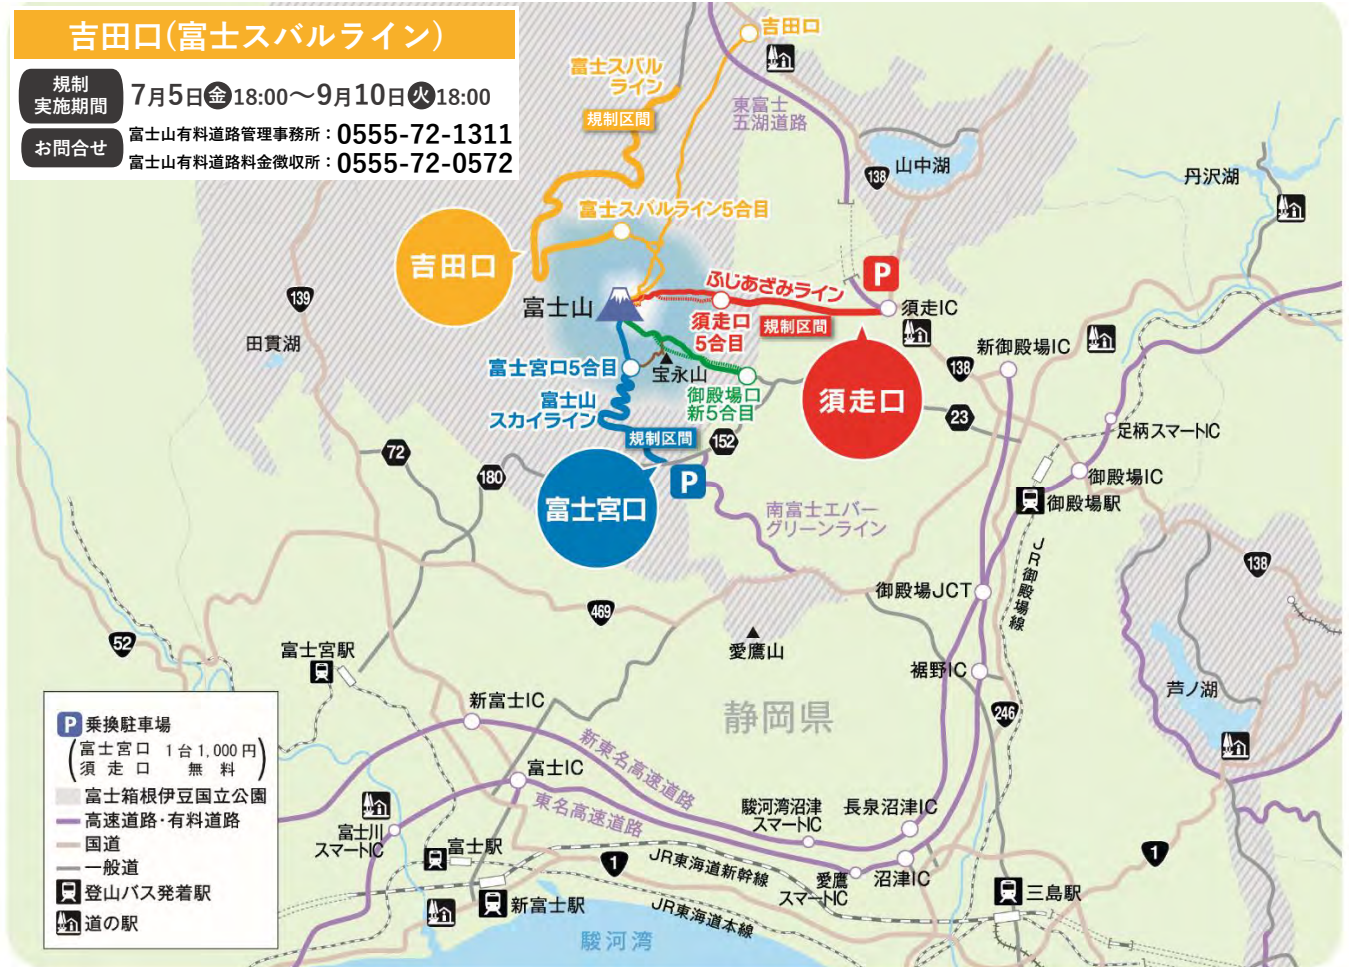 吉田口(富士スバルライン)
規制
実施期間
7月5日金18:00〜9月10日火18:00
お問合せ
富士山有料道路管理事務所：0555-72-1311
富士山有料道路料金徴収所：0555-72-0572
吉田口
富士スバル
ライン
規制区間
東富士
五湖道路
138
山中湖
丹沢湖
富士スバルライン5合目
吉田口
富士山
ふじあざみライン
P
須走IC
須走口
5合目
規制区間
139
田貫湖
新御殿場IC
138
富士宮口5合目
宝永山
御殿場口
新5合目
須走口
富士山
スカイライン
規制区間
152
23
足柄スマートIC
72
180
P
富士宮口
御殿場IC
御殿場駅
南富士エバー
グリーンライン
JR御殿場線
138
御殿場JCT
469
52
富士宮駅
愛鷹山
裾野IC
芦ノ湖
246
静岡県
新富士IC
新東名高速道路
富士IC
東名高速道路
駿河湾沼津
スマートIC
長泉沼津IC
富士川
スマートIC
富士駅
1
JR東海道新幹線
愛鷹
スマートIC
沼津IC
1
三島駅
新富士駅
JR東海道本線
駿河湾
P 乗換駐車場
(富士宮口 1台1,000円
須走口 無料)
富士箱根伊豆国立公園
高速道路・有料道路
国道
一般道
登山バス発着駅
道の駅